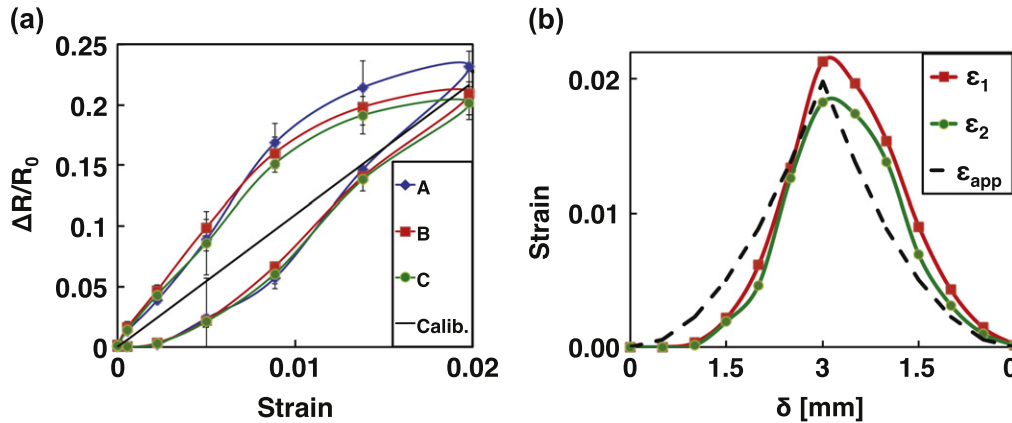 (a)
0.25
0.2
0.15
0.1
0.05
0
ΔR/R₀
0
0.01
0.02
Strain
A
B
C
Calib.
(b)
0.02
0.01
0.00
Strain
0
1.5
3
1.5
0
δ [mm]
ε₁
ε₂
εapp